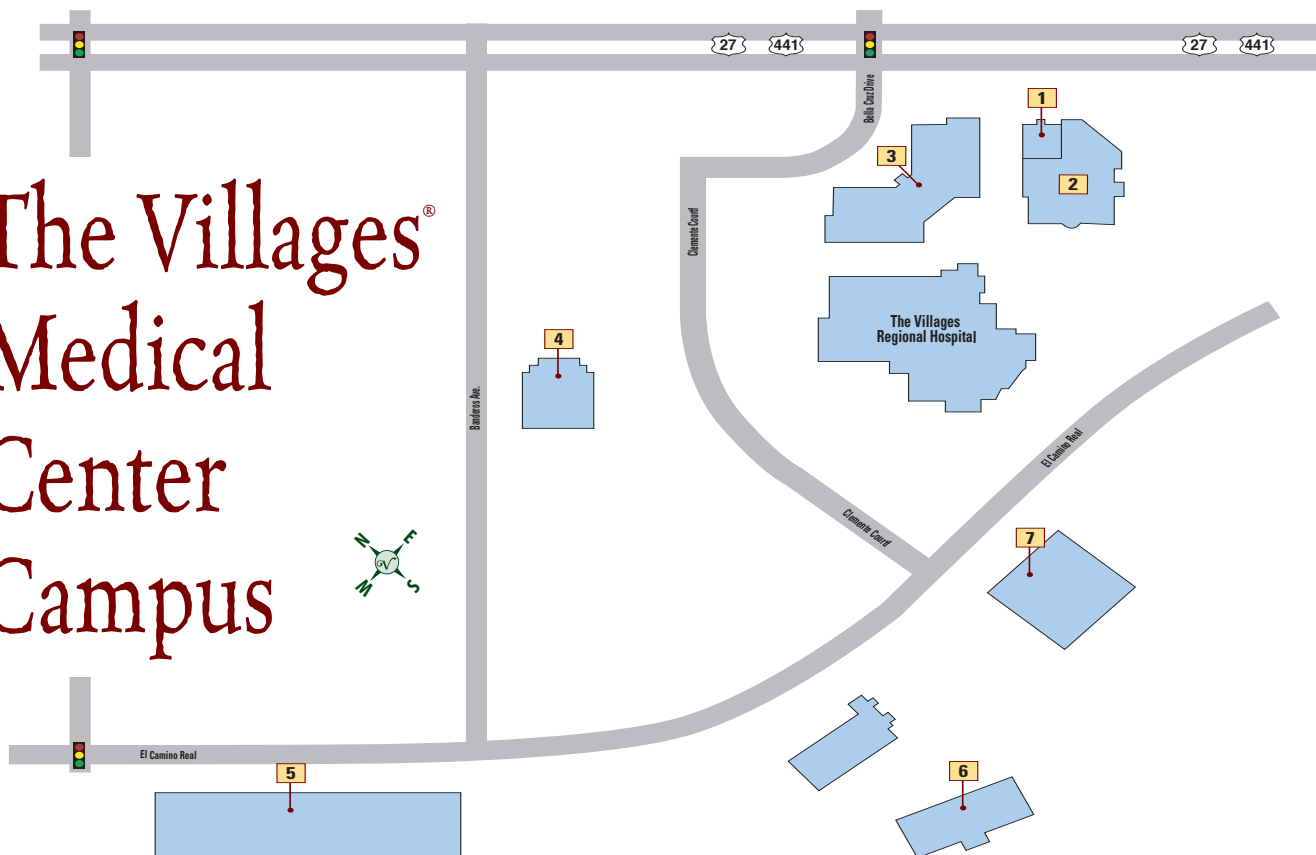 27 441
27 441
Bella Cruz Drive
1
3
2
The Villages®
Clemente Court
The Villages
Regional Hospital
Medical
4
Banderos Ave.
El Camino Real
Center
Clemente Court
N E
W S
V
7
Campus
El Camino Real
5
6